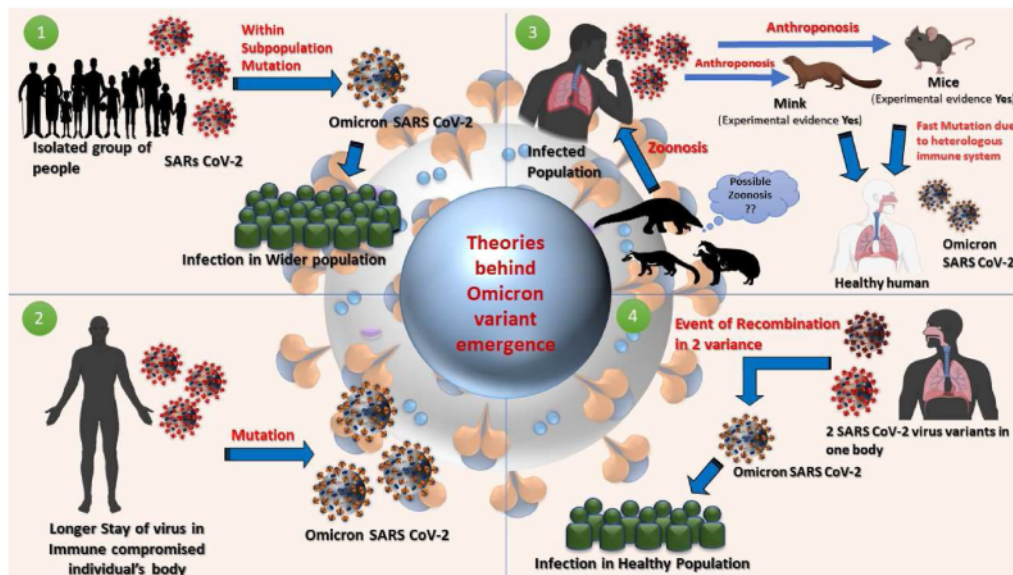 1
Within
Subpopulation
Mutation
Omicron SARS CoV-2
Isolated group of
people
SARs CoV-2
Infection in Wider population
2
Mutation
Omicron SARS CoV-2
Longer Stay of virus in
Immune compromised
individual's body
Theories
behind
Omicron
variant
emergence
3
Anthroponosis
Anthroponosis
Mice
(Experimental evidence Yes)
Mink
(Experimental evidence Yes)
Infected
Population
Zoonosis
Possible
Zoonosis
??
Fast Mutation due
to heterologous
immune system
Omicron
SARS CoV-2
Healthy human
4
Event of Recombination
in 2 variance
2 SARS CoV-2 virus variants in
one body
Omicron SARS CoV-2
Infection in Healthy Population